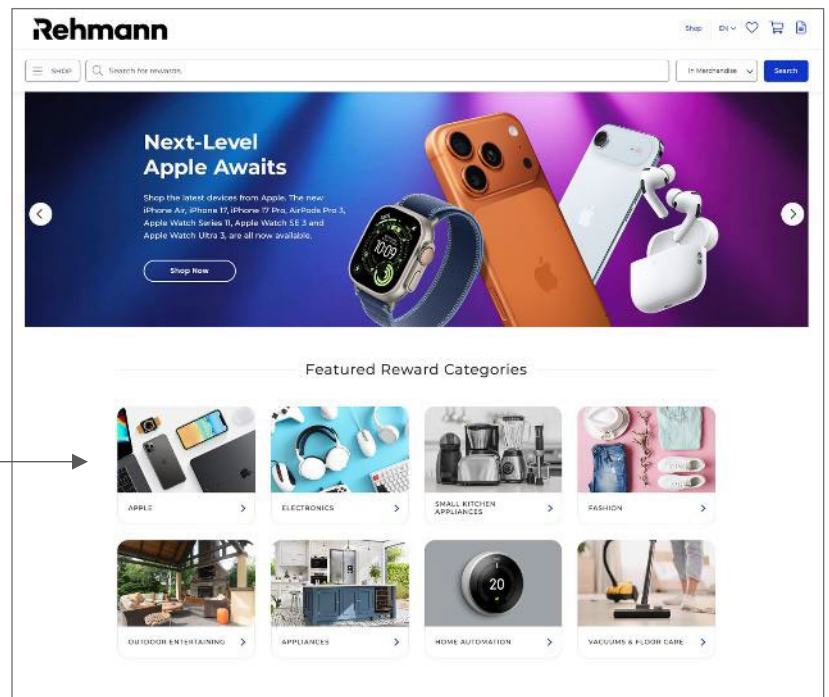 Rehmann
Shop EN
SHOP Search for rewards In Merchandise Search
Next-Level
Apple Awaits
Shop the latest devices from Apple. The new
iPhone Air, iPhone 17, iPhone 17 Pro, AirPods Pro 3,
Apple Watch Series 11, Apple Watch SE 3 and
Apple Watch Ultra 3, are all now available.
Shop Now
10:09
Featured Reward Categories
APPLE
ELECTRONICS
SMALL KITCHEN
APPLIANCES
FASHION
20
OUTDOOR ENTERTAINING
APPLIANCES
HOME AUTOMATION
VACUUMS & FLOOR CARE